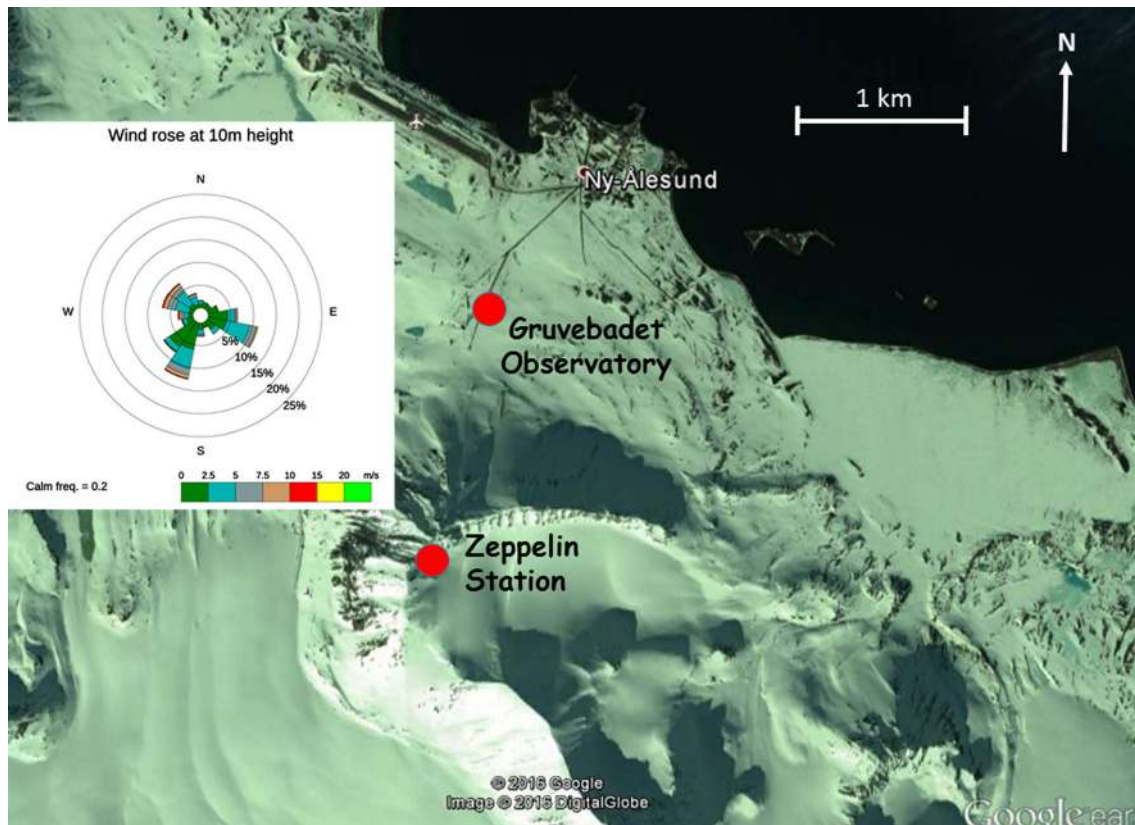 N
1 km
Wind rose at 10m height
N
W
E
5%
10%
15%
20%
25%
S
0 2.5 5 7.5 10 15 20 m/s
Calm freq. = 0.2
Ny-Ålesund
Gruvebadet
Observatory
Zeppelin
Station
© 2016 Google
Image © 2016 DigitalGlobe
Google ear